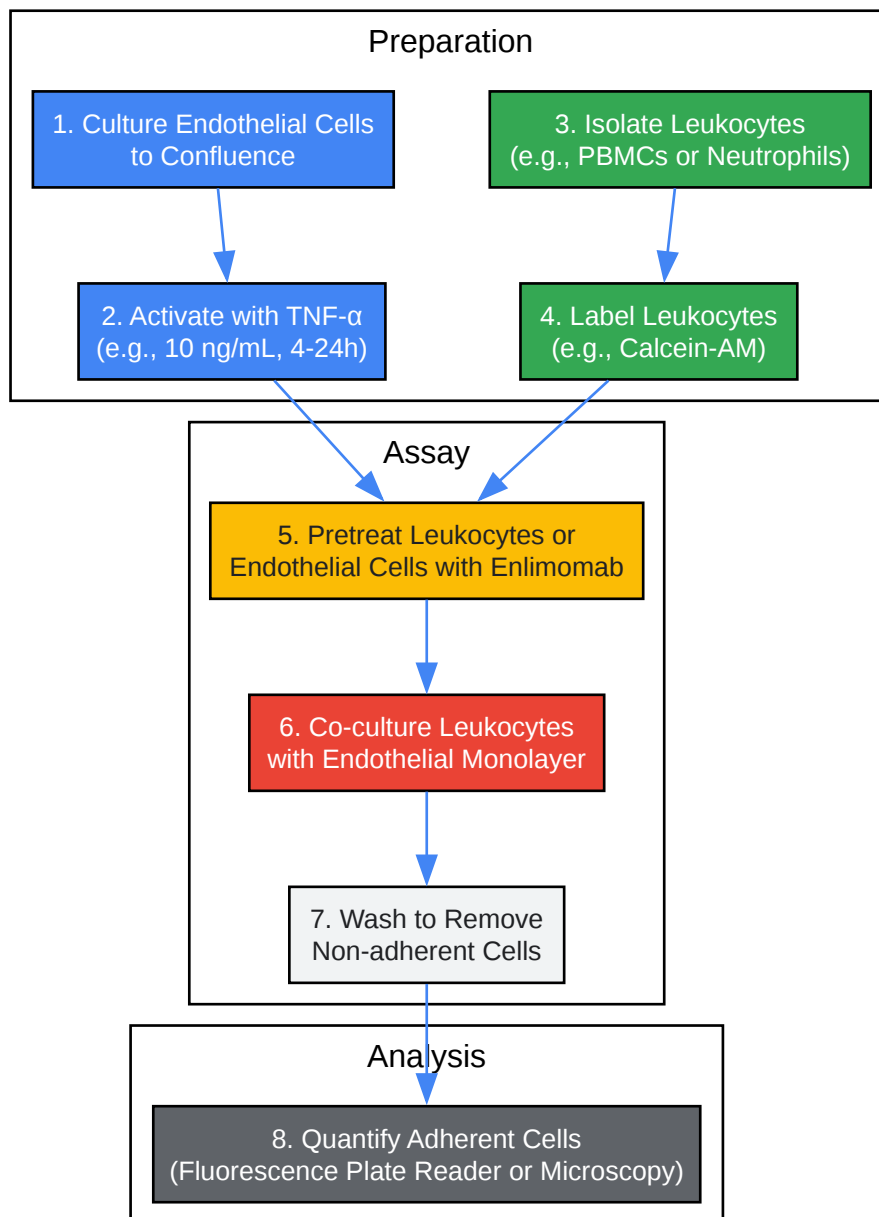 Preparation
1. Culture Endothelial Cells
to Confluence
3. Isolate Leukocytes
(e.g., PBMCs or Neutrophils)
2. Activate with TNF-α
(e.g., 10 ng/mL, 4-24h)
4. Label Leukocytes
(e.g., Calcein-AM)
Assay
5. Pretreat Leukocytes or
Endothelial Cells with Enlimomab
6. Co-culture Leukocytes
with Endothelial Monolayer
7. Wash to Remove
Non-adherent Cells
Analysis
8. Quantify Adherent Cells
(Fluorescence Plate Reader or Microscopy)